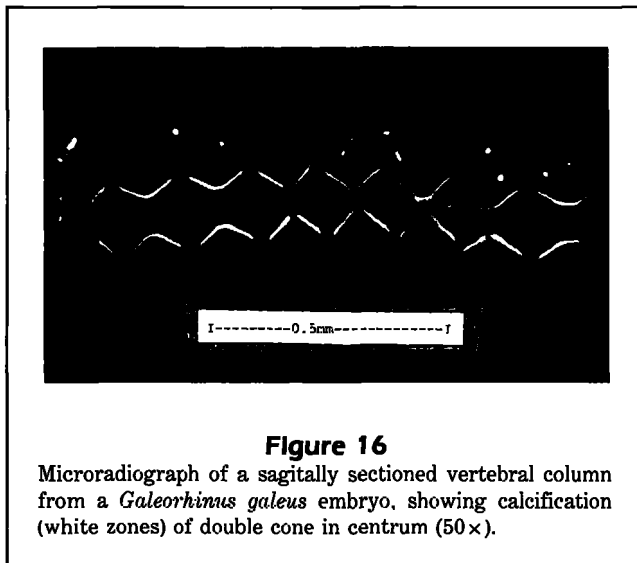 I---------0.5mm-------------I
Figure 16
Microradiograph of a sagitally sectioned vertebral column
from a Galeorhinus galeus embryo, showing calcification
(white zones) of double cone in centrum (50×).